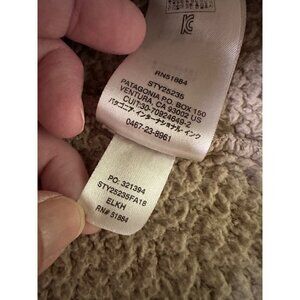 RN51884
STY25235
PATAGONIA P.O. BOX 150
VENTURA, CA 93002 US
CUIT:30-70924849-2
パタゴニア・インターナショナル・インク
0467-23-8961
PO: 321394
STY25235FA18
ELKH
RN# 51884